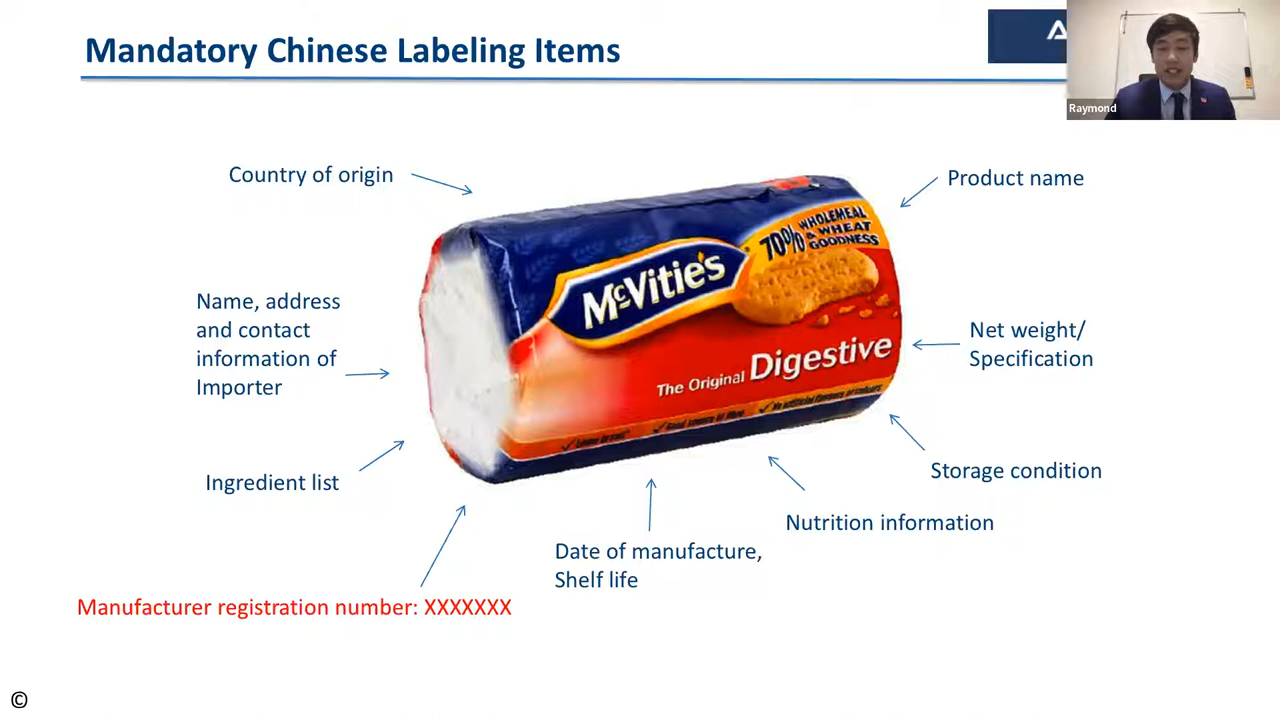 Mandatory Chinese Labeling Items
A
Raymond
Country of origin
Product name
70% WHOLEMEAL
& WHEAT
GOODNESS
McVitie's
Name, address
and contact
information of
Importer
Net weight/
Specification
The Original Digestive
Storage condition
Ingredient list
Nutrition information
Date of manufacture,
Shelf life
Manufacturer registration number: XXXXXXX
©